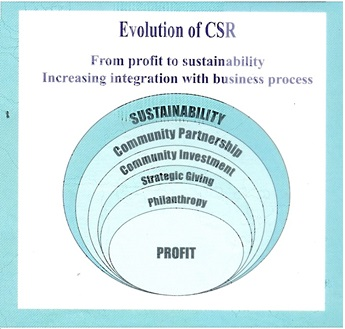 Evolution of CSR
From profit to sustainability
Increasing integration with business process
SUSTAINABILITY
Community Partnership
Community Investment
Strategic Giving
Philanthropy
PROFIT